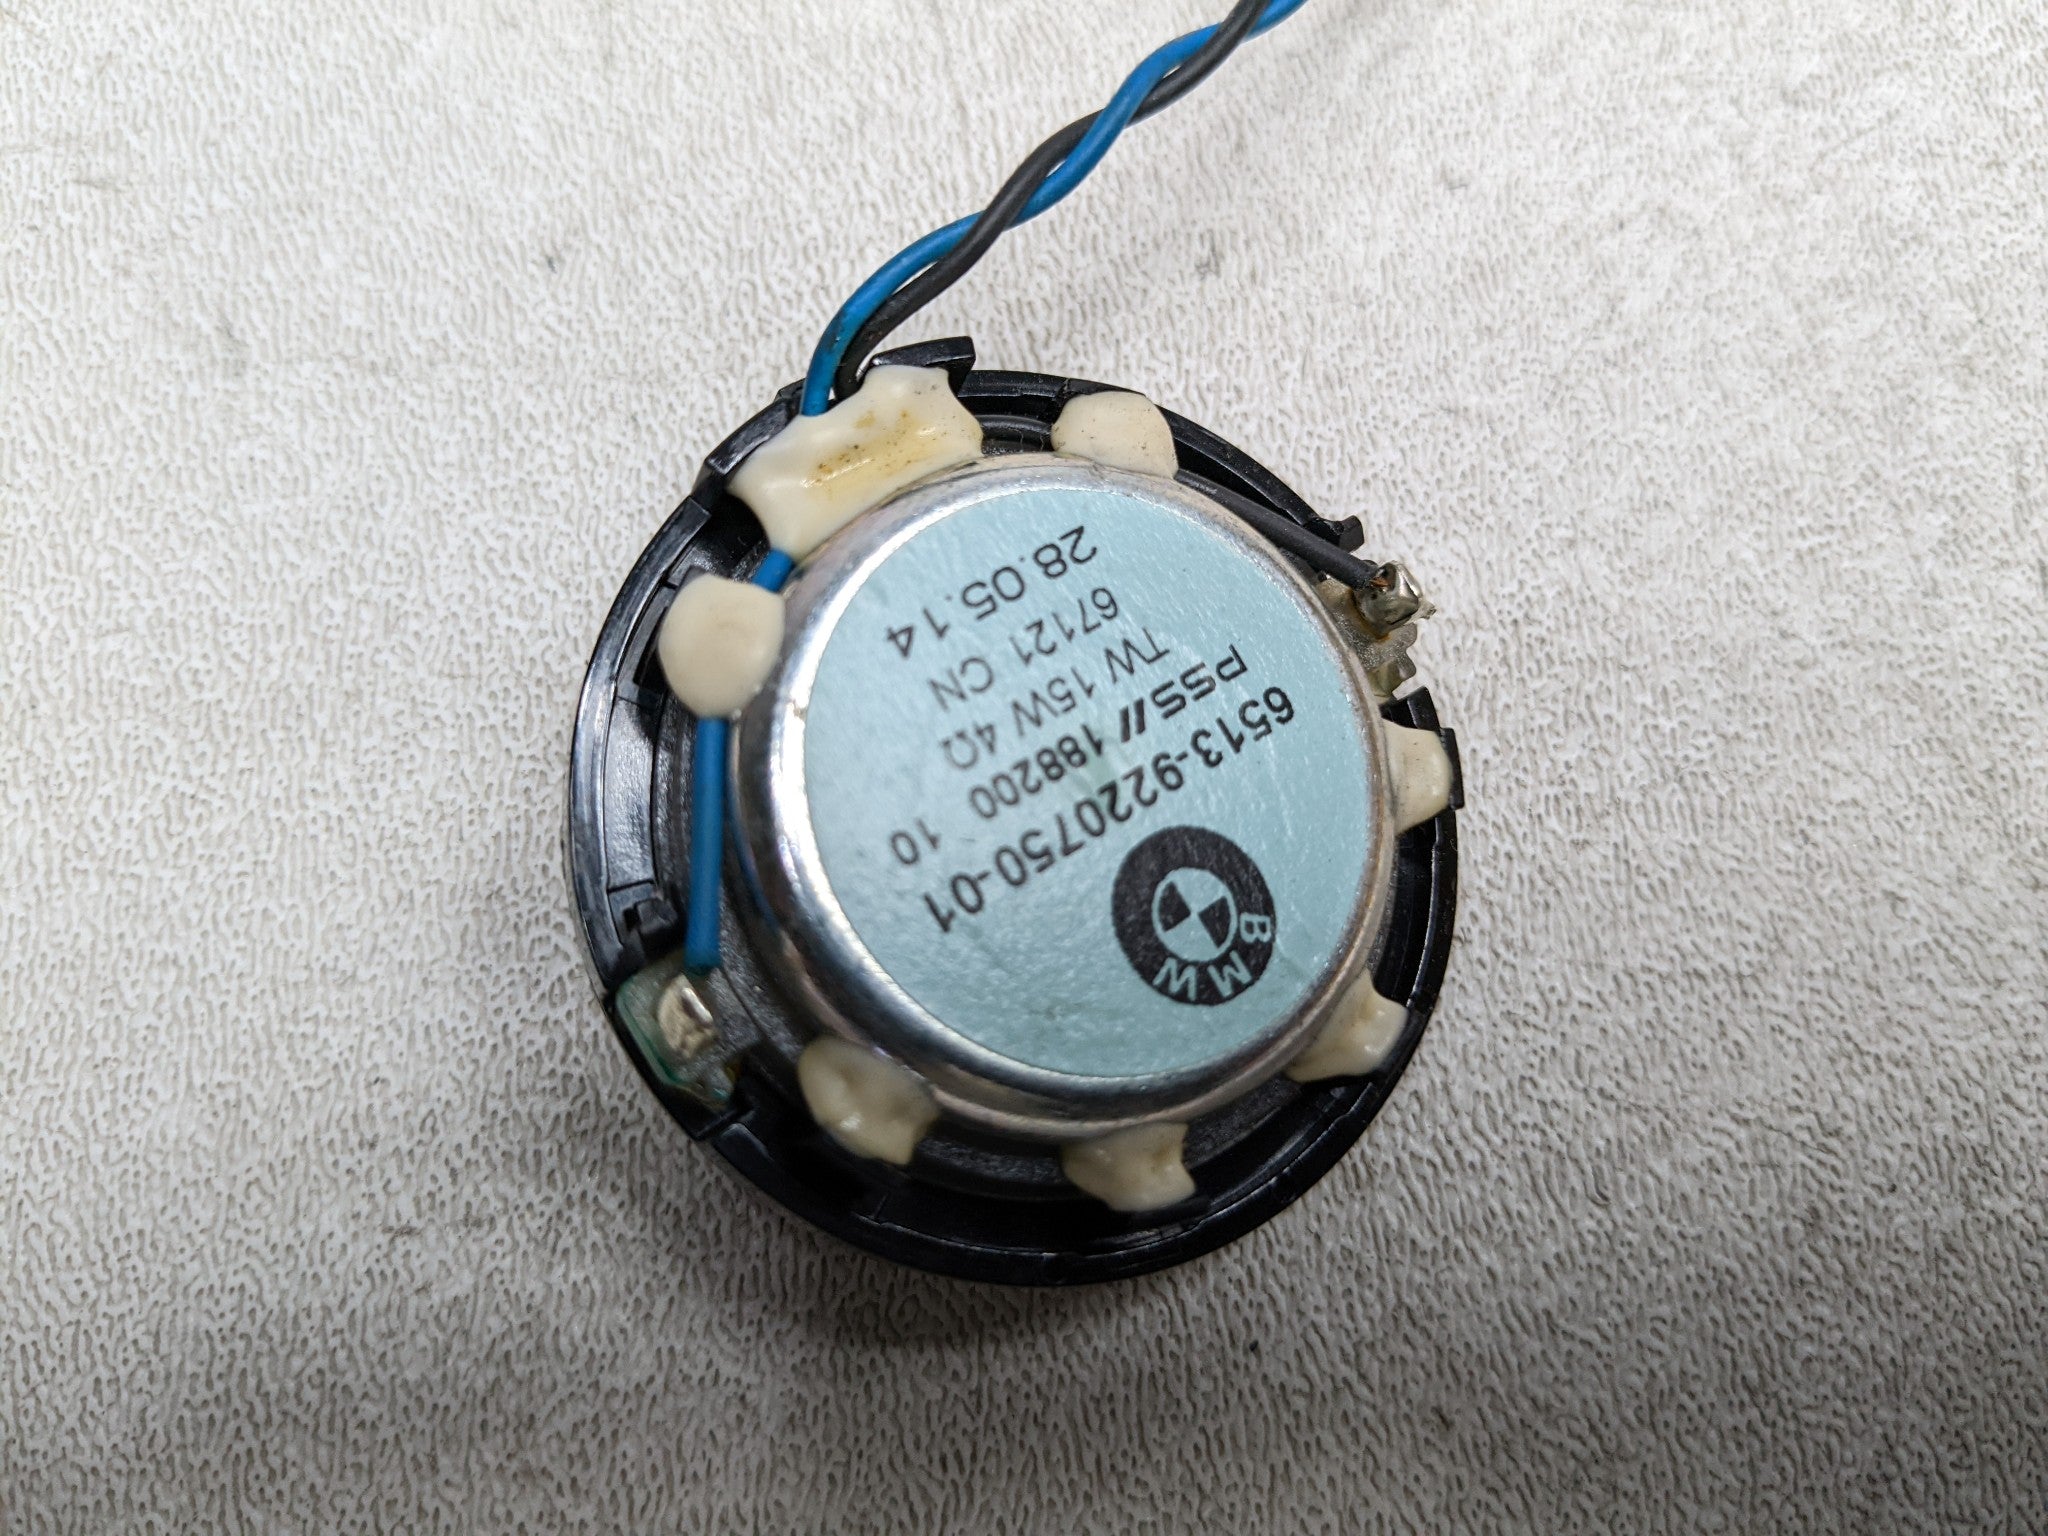 BMW
6513-9220750-01
PSS/// 188200 10
TW 15W 4Ω
67121 CN
28.05.14